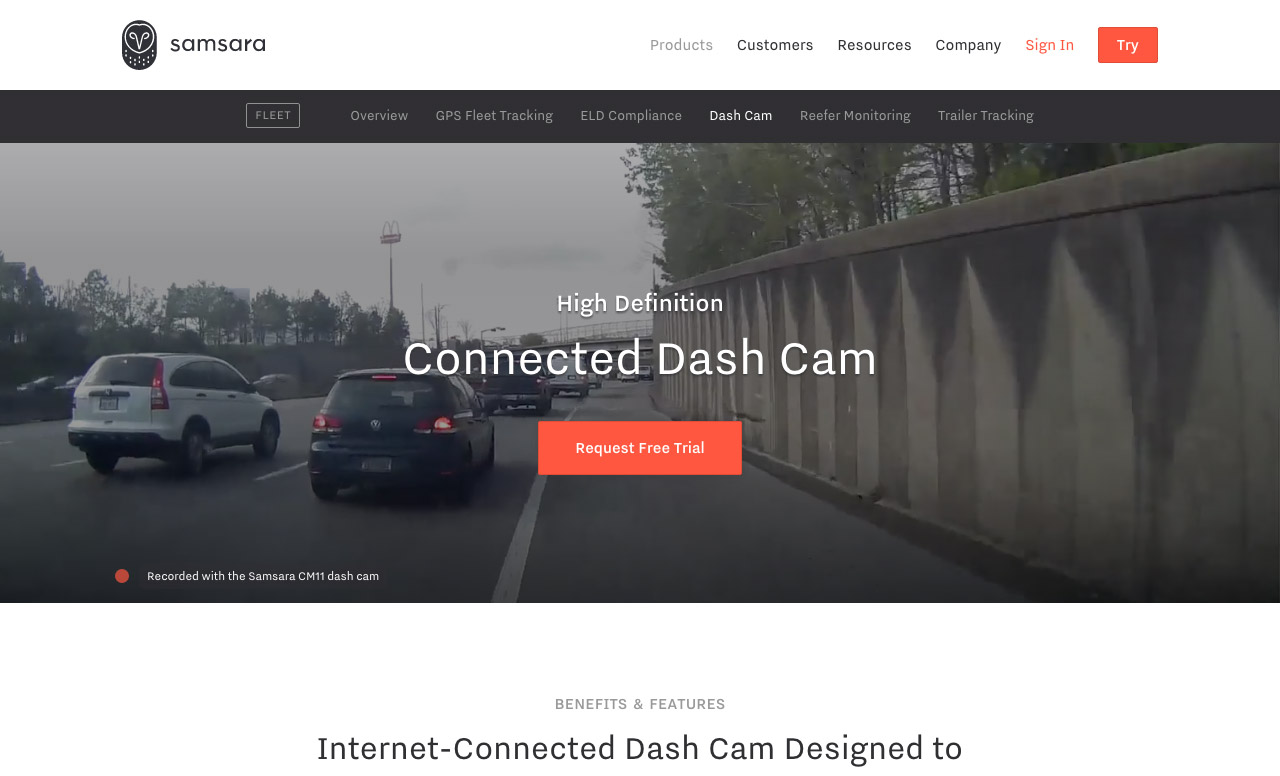 samsara
Products Customers Resources Company Sign In Try
FLEET Overview GPS Fleet Tracking ELD Compliance Dash Cam Reefer Monitoring Trailer Tracking
High Definition
Connected Dash Cam
Request Free Trial
Recorded with the Samsara CM11 dash cam
BENEFITS & FEATURES
Internet-Connected Dash Cam Designed to